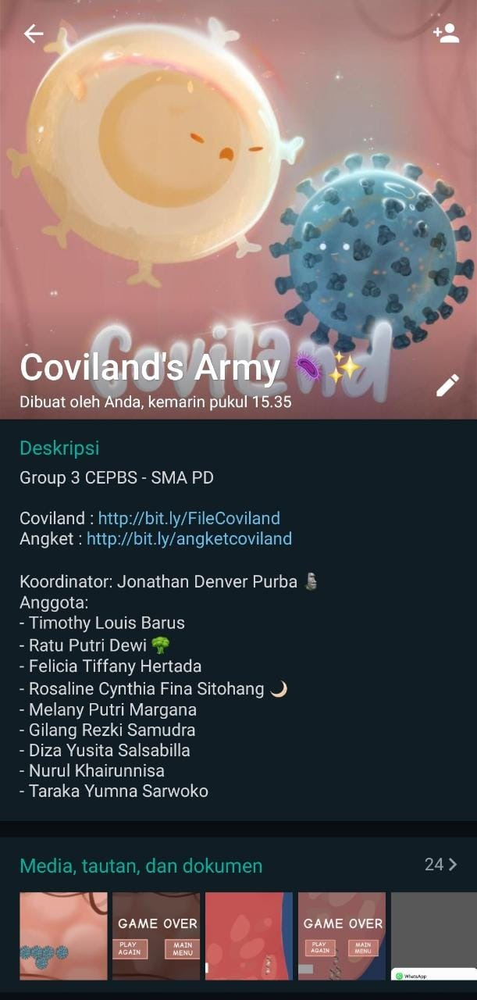 Coviland
Coviland's Army 🦠✨
Dibuat oleh Anda, kemarin pukul 15.35
Deskripsi
Group 3 CEPBS - SMA PD
Coviland : http://bit.ly/FileCoviland
Angket : http://bit.ly/angketcoviland
Koordinator: Jonathan Denver Purba 🗿
Anggota:
- Timothy Louis Barus
- Ratu Putri Dewi 🥦
- Felicia Tiffany Hertada
- Rosaline Cynthia Fina Sitohang 🌙
- Melany Putri Margana
- Gilang Rezki Samudra
- Diza Yusita Salsabilla
- Nurul Khairunnisa
- Taraka Yumna Sarwoko
Media, tautan, dan dokumen
24
GAME OVER
PLAY AGAIN
MAIN MENU
GAME OVER
PLAY AGAIN
MAIN MENU
WhatsApp